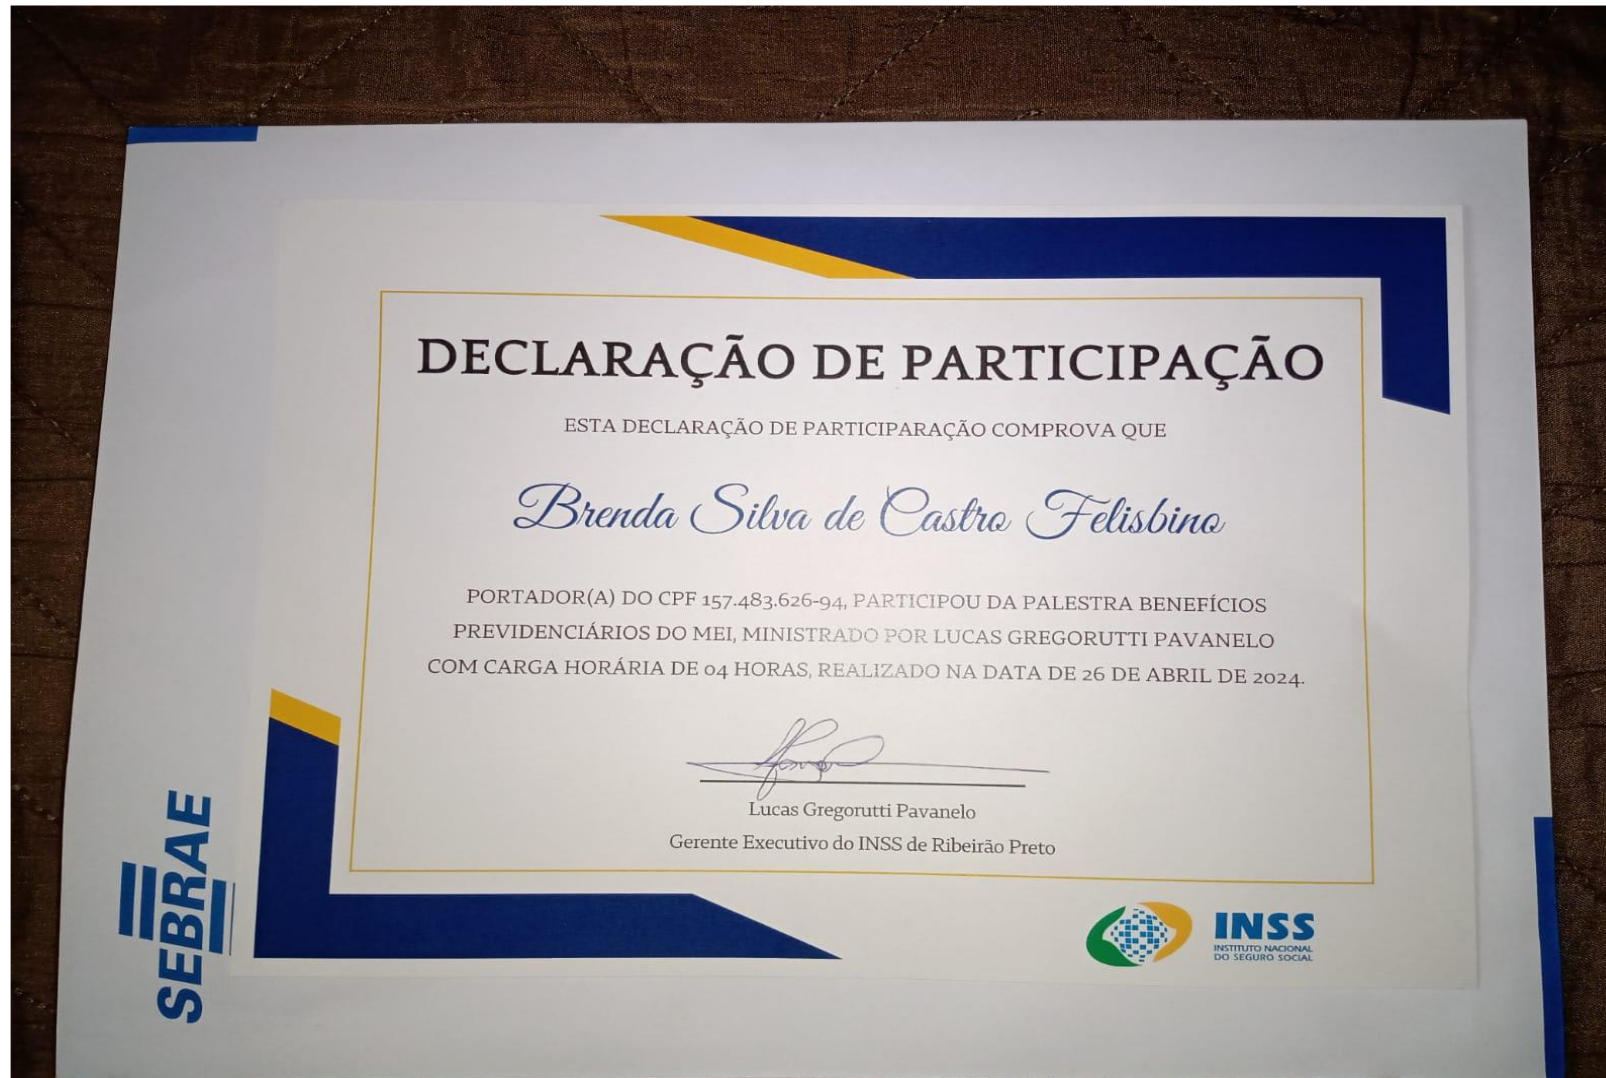 DECLARAÇÃO DE PARTICIPAÇÃO
ESTA DECLARAÇÃO DE PARTICIPARAÇÃO COMPROVA QUE
Brenda Silva de Castro Felisbino
PORTADOR(A) DO CPF 157.483.626-94, PARTICIPOU DA PALESTRA BENEFÍCIOS
PREVIDENCIÁRIOS DO MEI, MINISTRADO POR LUCAS GREGORUTTI PAVANELO
COM CARGA HORÁRIA DE 04 HORAS, REALIZADO NA DATA DE 26 DE ABRIL DE 2024.
Lucas Gregorutti Pavanelo
Gerente Executivo do INSS de Ribeirão Preto
SEBRAE
INSS
INSTITUTO NACIONAL
DO SEGURO SOCIAL